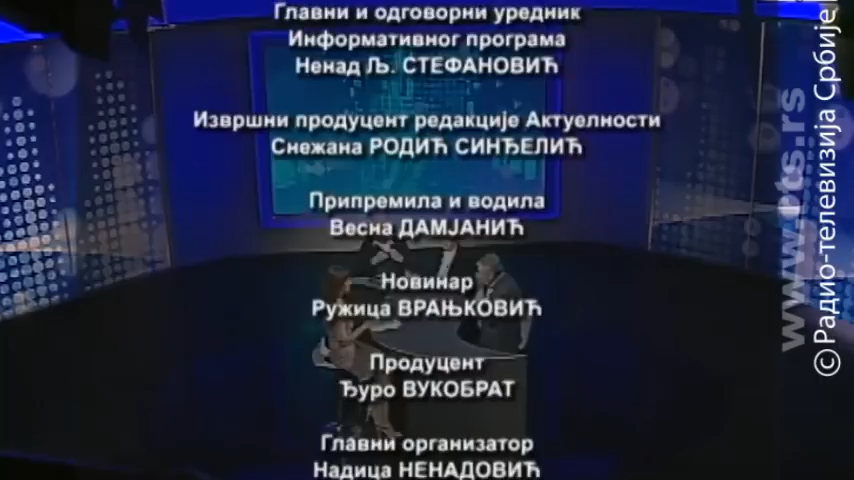 Главни и одговорни уредник
Информативног програма
Ненад Љ. СТЕФАНОВИЋ
Извршни продуцент редакције Актуелности
Снежана РОДИЋ СИНЂЕЛИЋ
Припремила и водила
Весна ДАМЈАНИЋ
Новинар
Ружица ВРАЊКОВИЋ
Продуцент
Ђуро ВУКОБРАТ
Главни организатор
Надица НЕНАДОВИЋ
www.rts.rs
© Радио-телевизија Србије